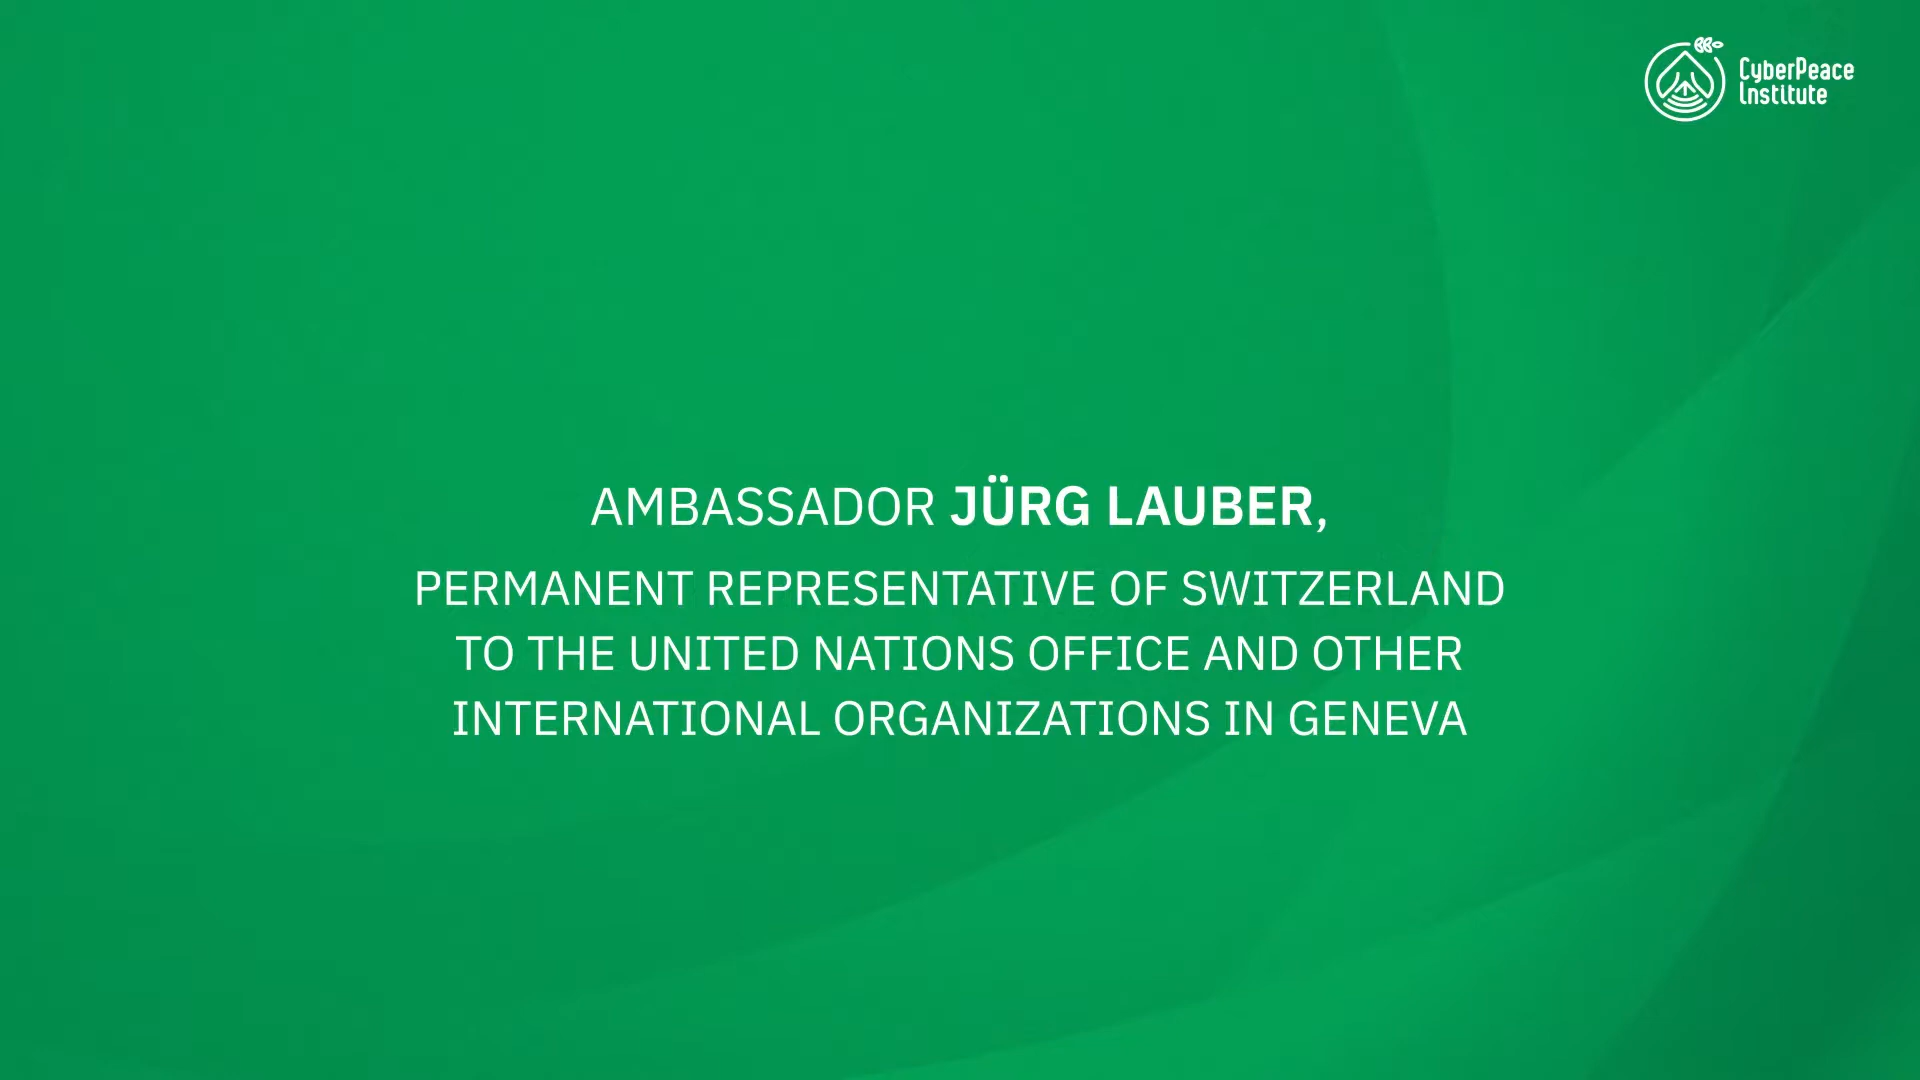 CyberPeace
Institute
AMBASSADOR JÜRG LAUBER,
PERMANENT REPRESENTATIVE OF SWITZERLAND
TO THE UNITED NATIONS OFFICE AND OTHER
INTERNATIONAL ORGANIZATIONS IN GENEVA